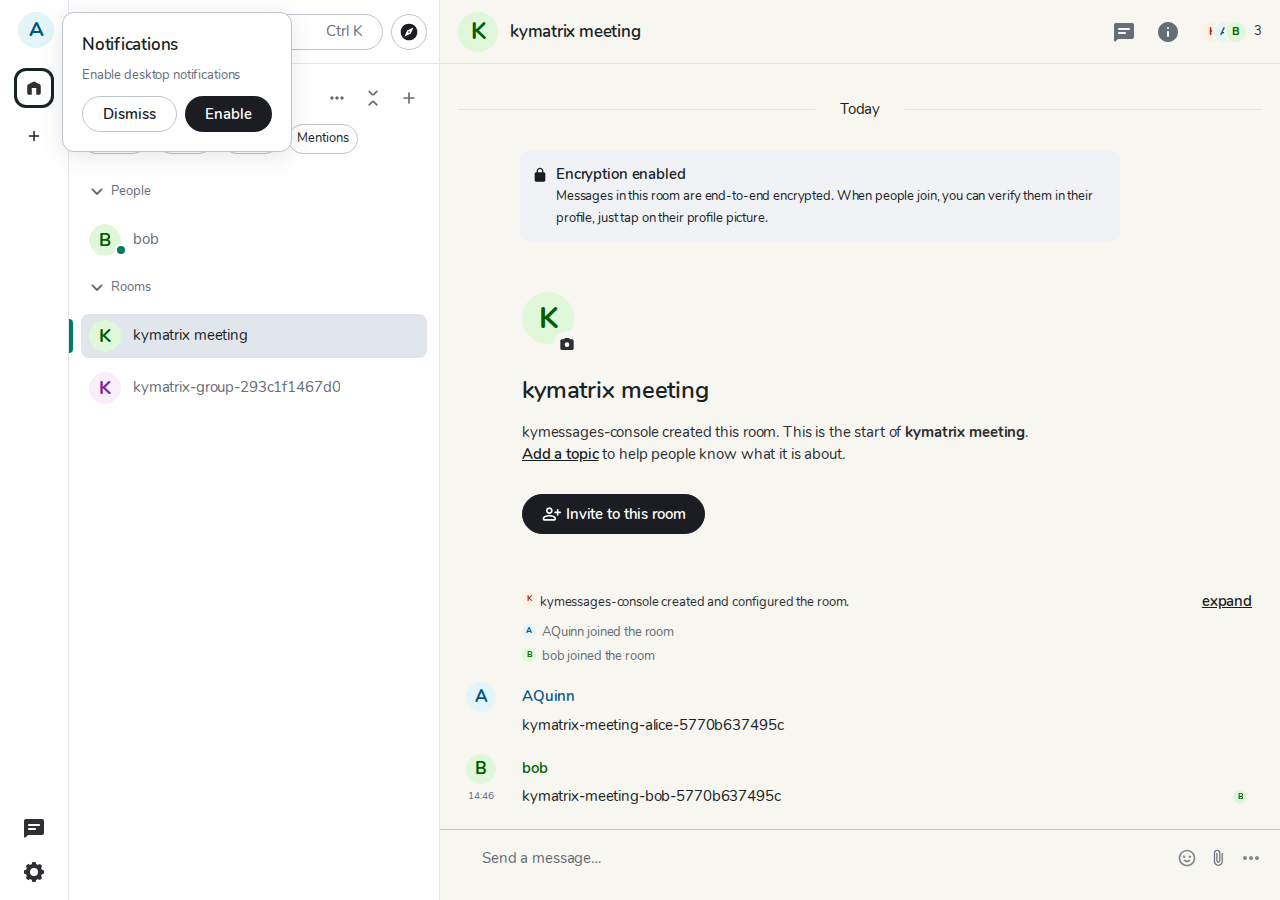 A
Notifications
Enable desktop notifications
Dismiss
Enable
Ctrl K
Mentions
People
B
bob
Rooms
K
kymatrix meeting
K
kymatrix-group-293c1f1467d0
K
kymatrix meeting
A
B
3
Today
Encryption enabled
Messages in this room are end-to-end encrypted. When people join, you can verify them in their
profile, just tap on their profile picture.
K
kymatrix meeting
kymessages-console created this room. This is the start of kymatrix meeting.
Add a topic to help people know what it is about.
Invite to this room
K kymessages-console created and configured the room.
expand
A AQuinn joined the room
B bob joined the room
A AQuinn
kymatrix-meeting-alice-5770b637495c
B bob
14:46 kymatrix-meeting-bob-5770b637495c
B
Send a message…